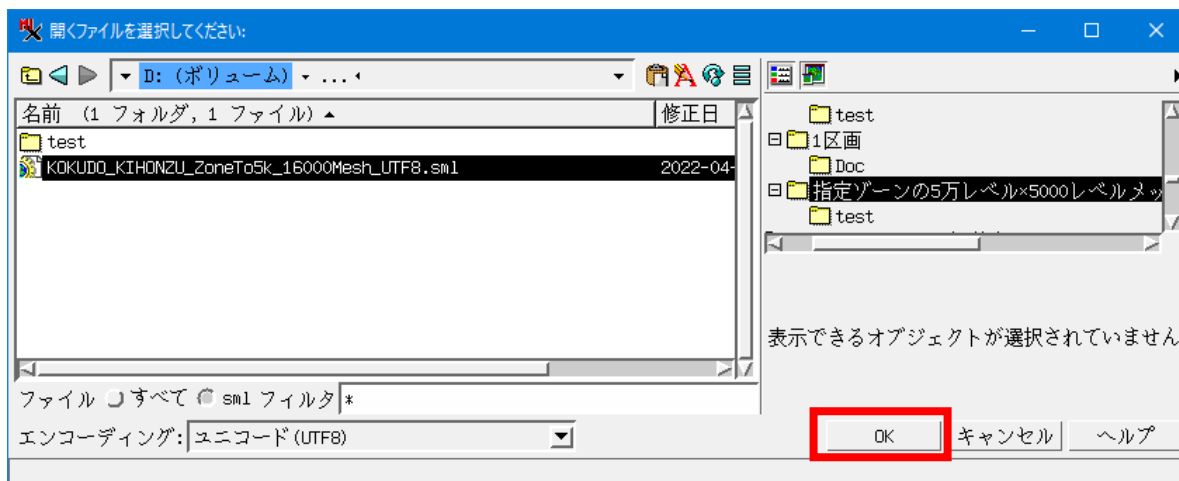 開くファイルを選択してください:
D: (ボリューム) ...
名前 (1 フォルダ, 1 ファイル) 修正日
test
KOKUDO_KIHONZU_ZoneTo5k_16000Mesh_UTF8.sml 2022-04-
ファイル すべて sml フィルタ *
エンコーディング: ユニコード(UTF8)
test
1区画
Doc
指定ゾーンの5万レベル×5000レベルメッ
test
表示できるオブジェクトが選択されていません
OK キャンセル ヘルプ